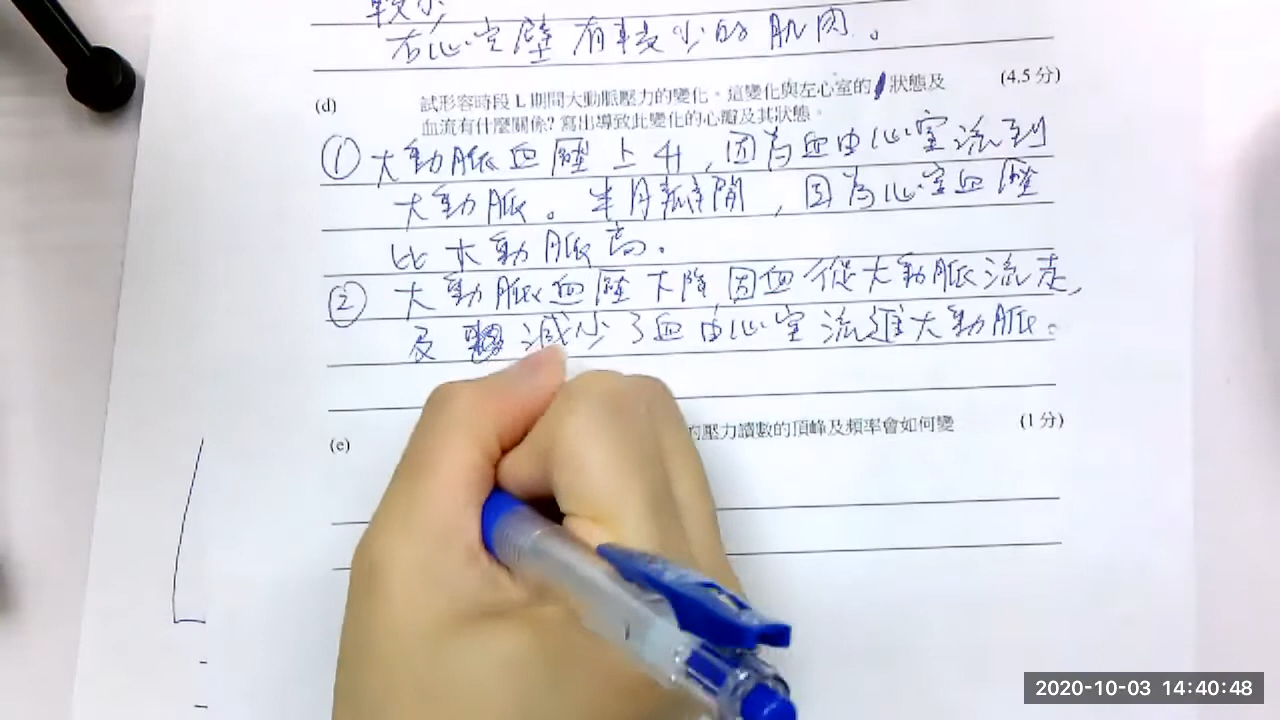 較少
右心室壁有較少的肌肉。
(d) 試形容時段 L 期間大動脈壓力的變化。這變化與左心室的 狀態及 (4.5 分)
血流有什麼關係? 寫出導致此變化的心瓣及其狀態。
① 大動脈血壓上升，因為血由心室流到
大動脈。半月瓣開，因為心室血壓
比大動脈高。
② 大動脈血壓下降，因血從大動脈流走，
及 減少了血由心室流進大動脈。
(e) 的壓力讀數的頂峰及頻率會如何變 (1 分)
2020-10-03 14:40:48